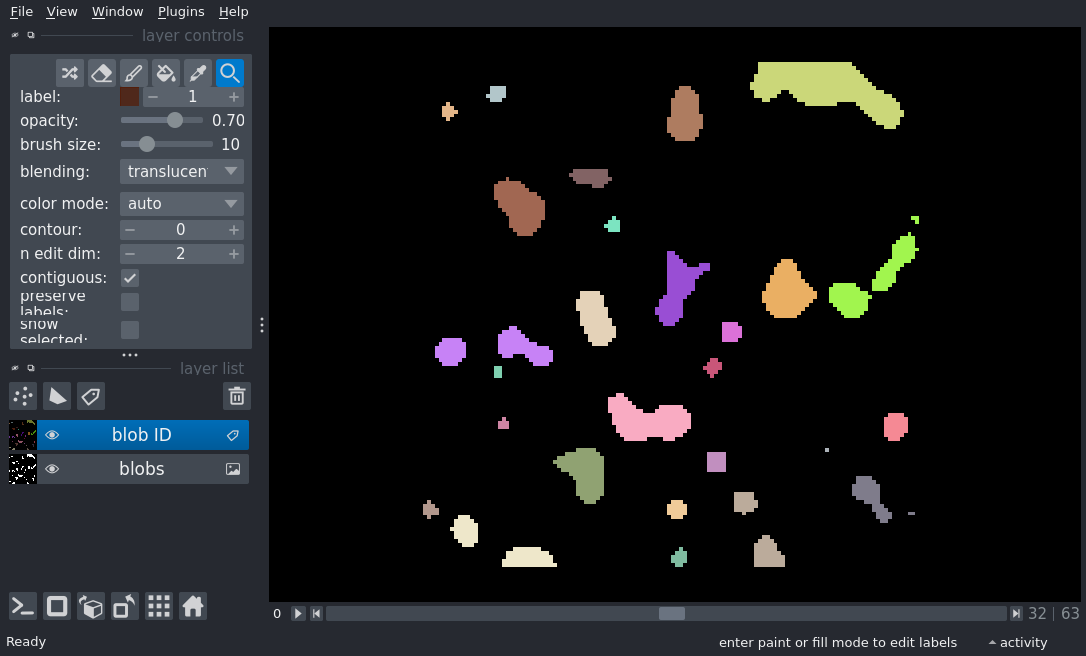 File View Window Plugins Help
layer controls
label: 1
opacity: 0.70
brush size: 10
blending: translucen
color mode: auto
contour: 0
n edit dim: 2
contiguous:
preserve
labels:
show
selected:
layer list
blob ID
blobs
0 32 63
Ready enter paint or fill mode to edit labels activity